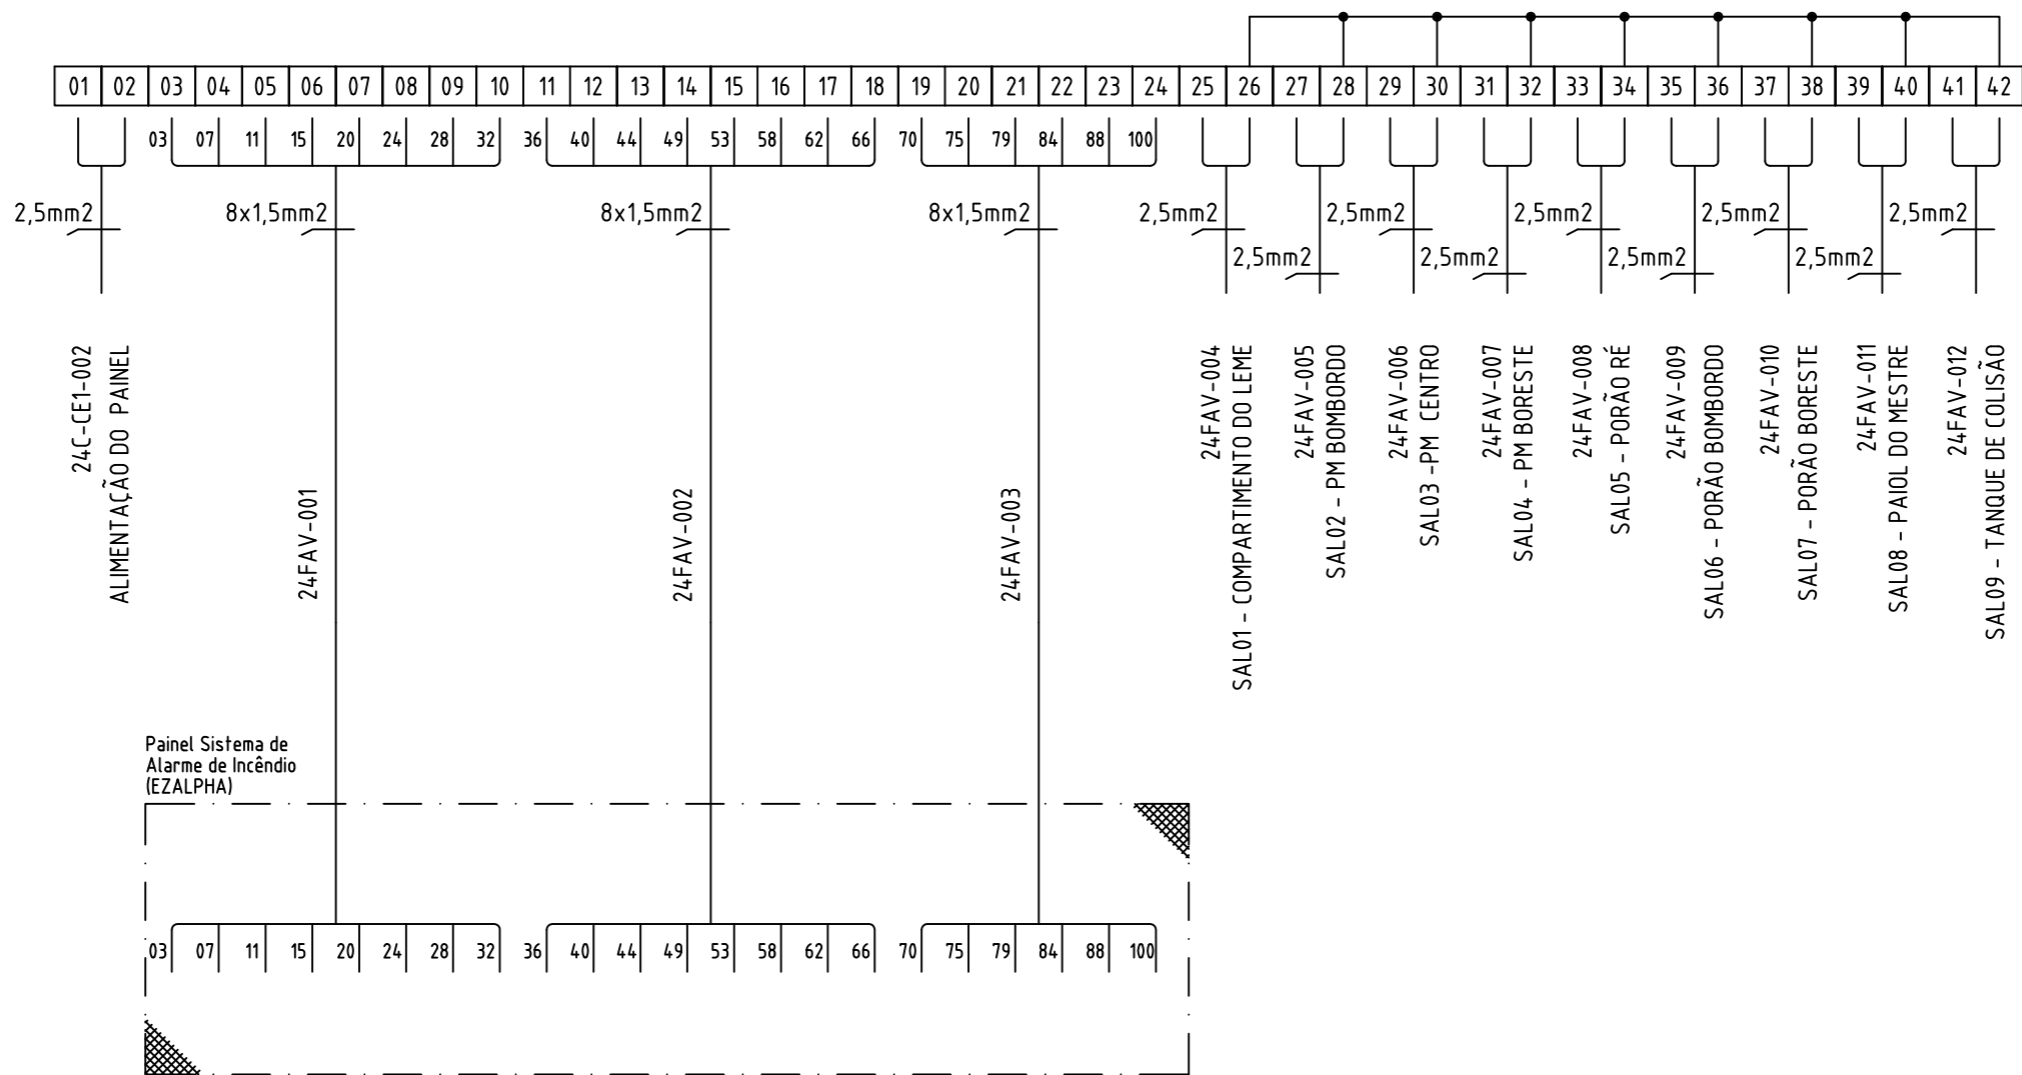 01 02 03 04 05 06 07 08 09 10 11 12 13 14 15 16 17 18 19 20 21 22 23 24 25 26 27 28 29 30 31 32 33 34 35 36 37 38 39 40 41 42
03 07 11 15 20 24 28 32 36 40 44 49 53 58 62 66 70 75 79 84 88 100
2,5mm2 8x1,5mm2 8x1,5mm2 8x1,5mm2 2,5mm2 2,5mm2 2,5mm2 2,5mm2 2,5mm2
2,5mm2 2,5mm2 2,5mm2 2,5mm2
24C-CE1-002
ALIMENTAÇÃO DO PAINEL
24FAV-001
24FAV-002
24FAV-003
24FAV-004
SAL01 - COMPARTIMENTO DO LEME
24FAV-005
SAL02 - PM BOMBORDO
24FAV-006
SAL03 -PM CENTRO
24FAV-007
SAL04 - PM BORESTE
24FAV-008
SAL05 - PORÃO RÉ
24FAV-009
SAL06 - PORÃO BOMBORDO
24FAV-010
SAL07 - PORÃO BORESTE
24FAV-011
SAL08 - PAIOL DO MESTRE
24FAV-012
SAL09 - TANQUE DE COLISÃO
Painel Sistema de
Alarme de Incêndio
(EZALPHA)
03 07 11 15 20 24 28 32 36 40 44 49 53 58 62 66 70 75 79 84 88 100